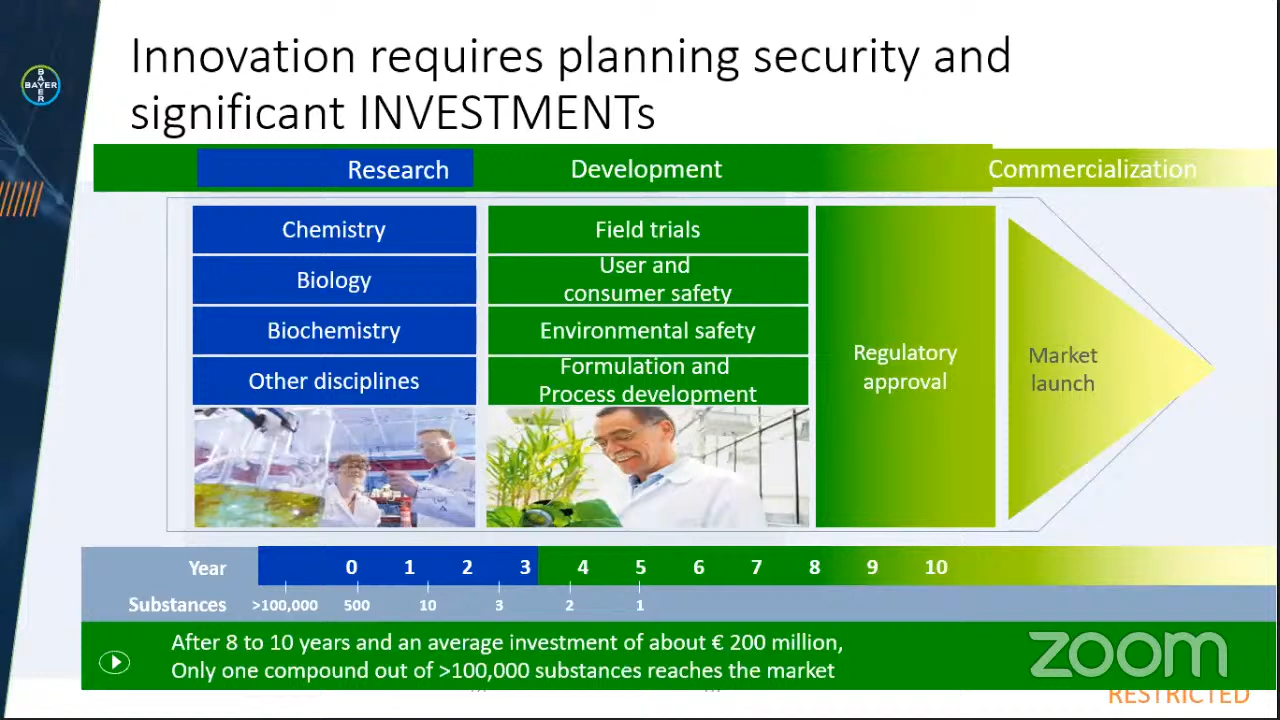 Innovation requires planning security and
significant INVESTMENTs
BAYER
BAYER
Research
Development
Commercialization
Chemistry
Biology
Biochemistry
Other disciplines
Field trials
User and
consumer safety
Environmental safety
Formulation and
Process development
Regulatory
approval
Market
launch
Year 0 1 2 3 4 5 6 7 8 9 10
Substances >100,000 500 10 3 2 1
After 8 to 10 years and an average investment of about € 200 million,
Only one compound out of >100,000 substances reaches the market
zoom
RESTRICTED